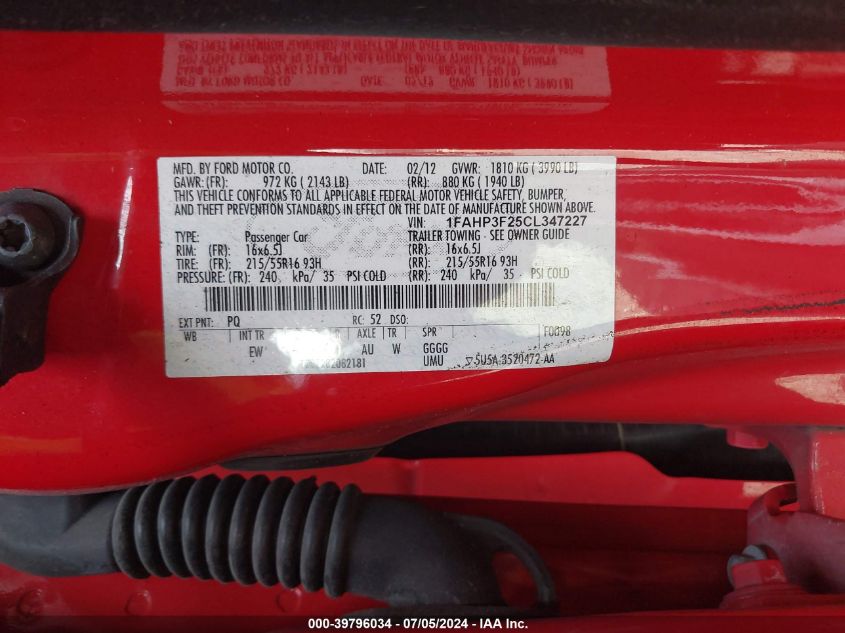 MFD. BY FORD MOTOR CO. DATE: 02/12 GVWR: 1810 KG ( 3990 LB)
GAWR: (FR): 972 KG ( 2143 LB) (RR): 880 KG ( 1940 LB)
THIS VEHICLE CONFORMS TO ALL APPLICABLE FEDERAL MOTOR VEHICLE SAFETY, BUMPER,
AND THEFT PREVENTION STANDARDS IN EFFECT ON THE DATE OF MANUFACTURE SHOWN ABOVE.
VIN: 1FAHP3F25CL347227
TYPE: Passenger Car TRAILER TOWING - SEE OWNER GUIDE
RIM: (FR): 16x6.5J (RR): 16x6.5J
TIRE: (FR): 215/55R16 93H (RR): 215/55R16 93H
PRESSURE: (FR): 240 kPa/ 35 PSI COLD (RR): 240 kPa/ 35 PSI COLD
EXT PNT: PQ RC: 52 DSO: F0098
WB INT TR AXLE TR SPR
EW AU W GGGG
UMU 5U5A-3520472-AA
000-39796034 / 07/05/2024 - IMPACT AUCTIONS, LLC